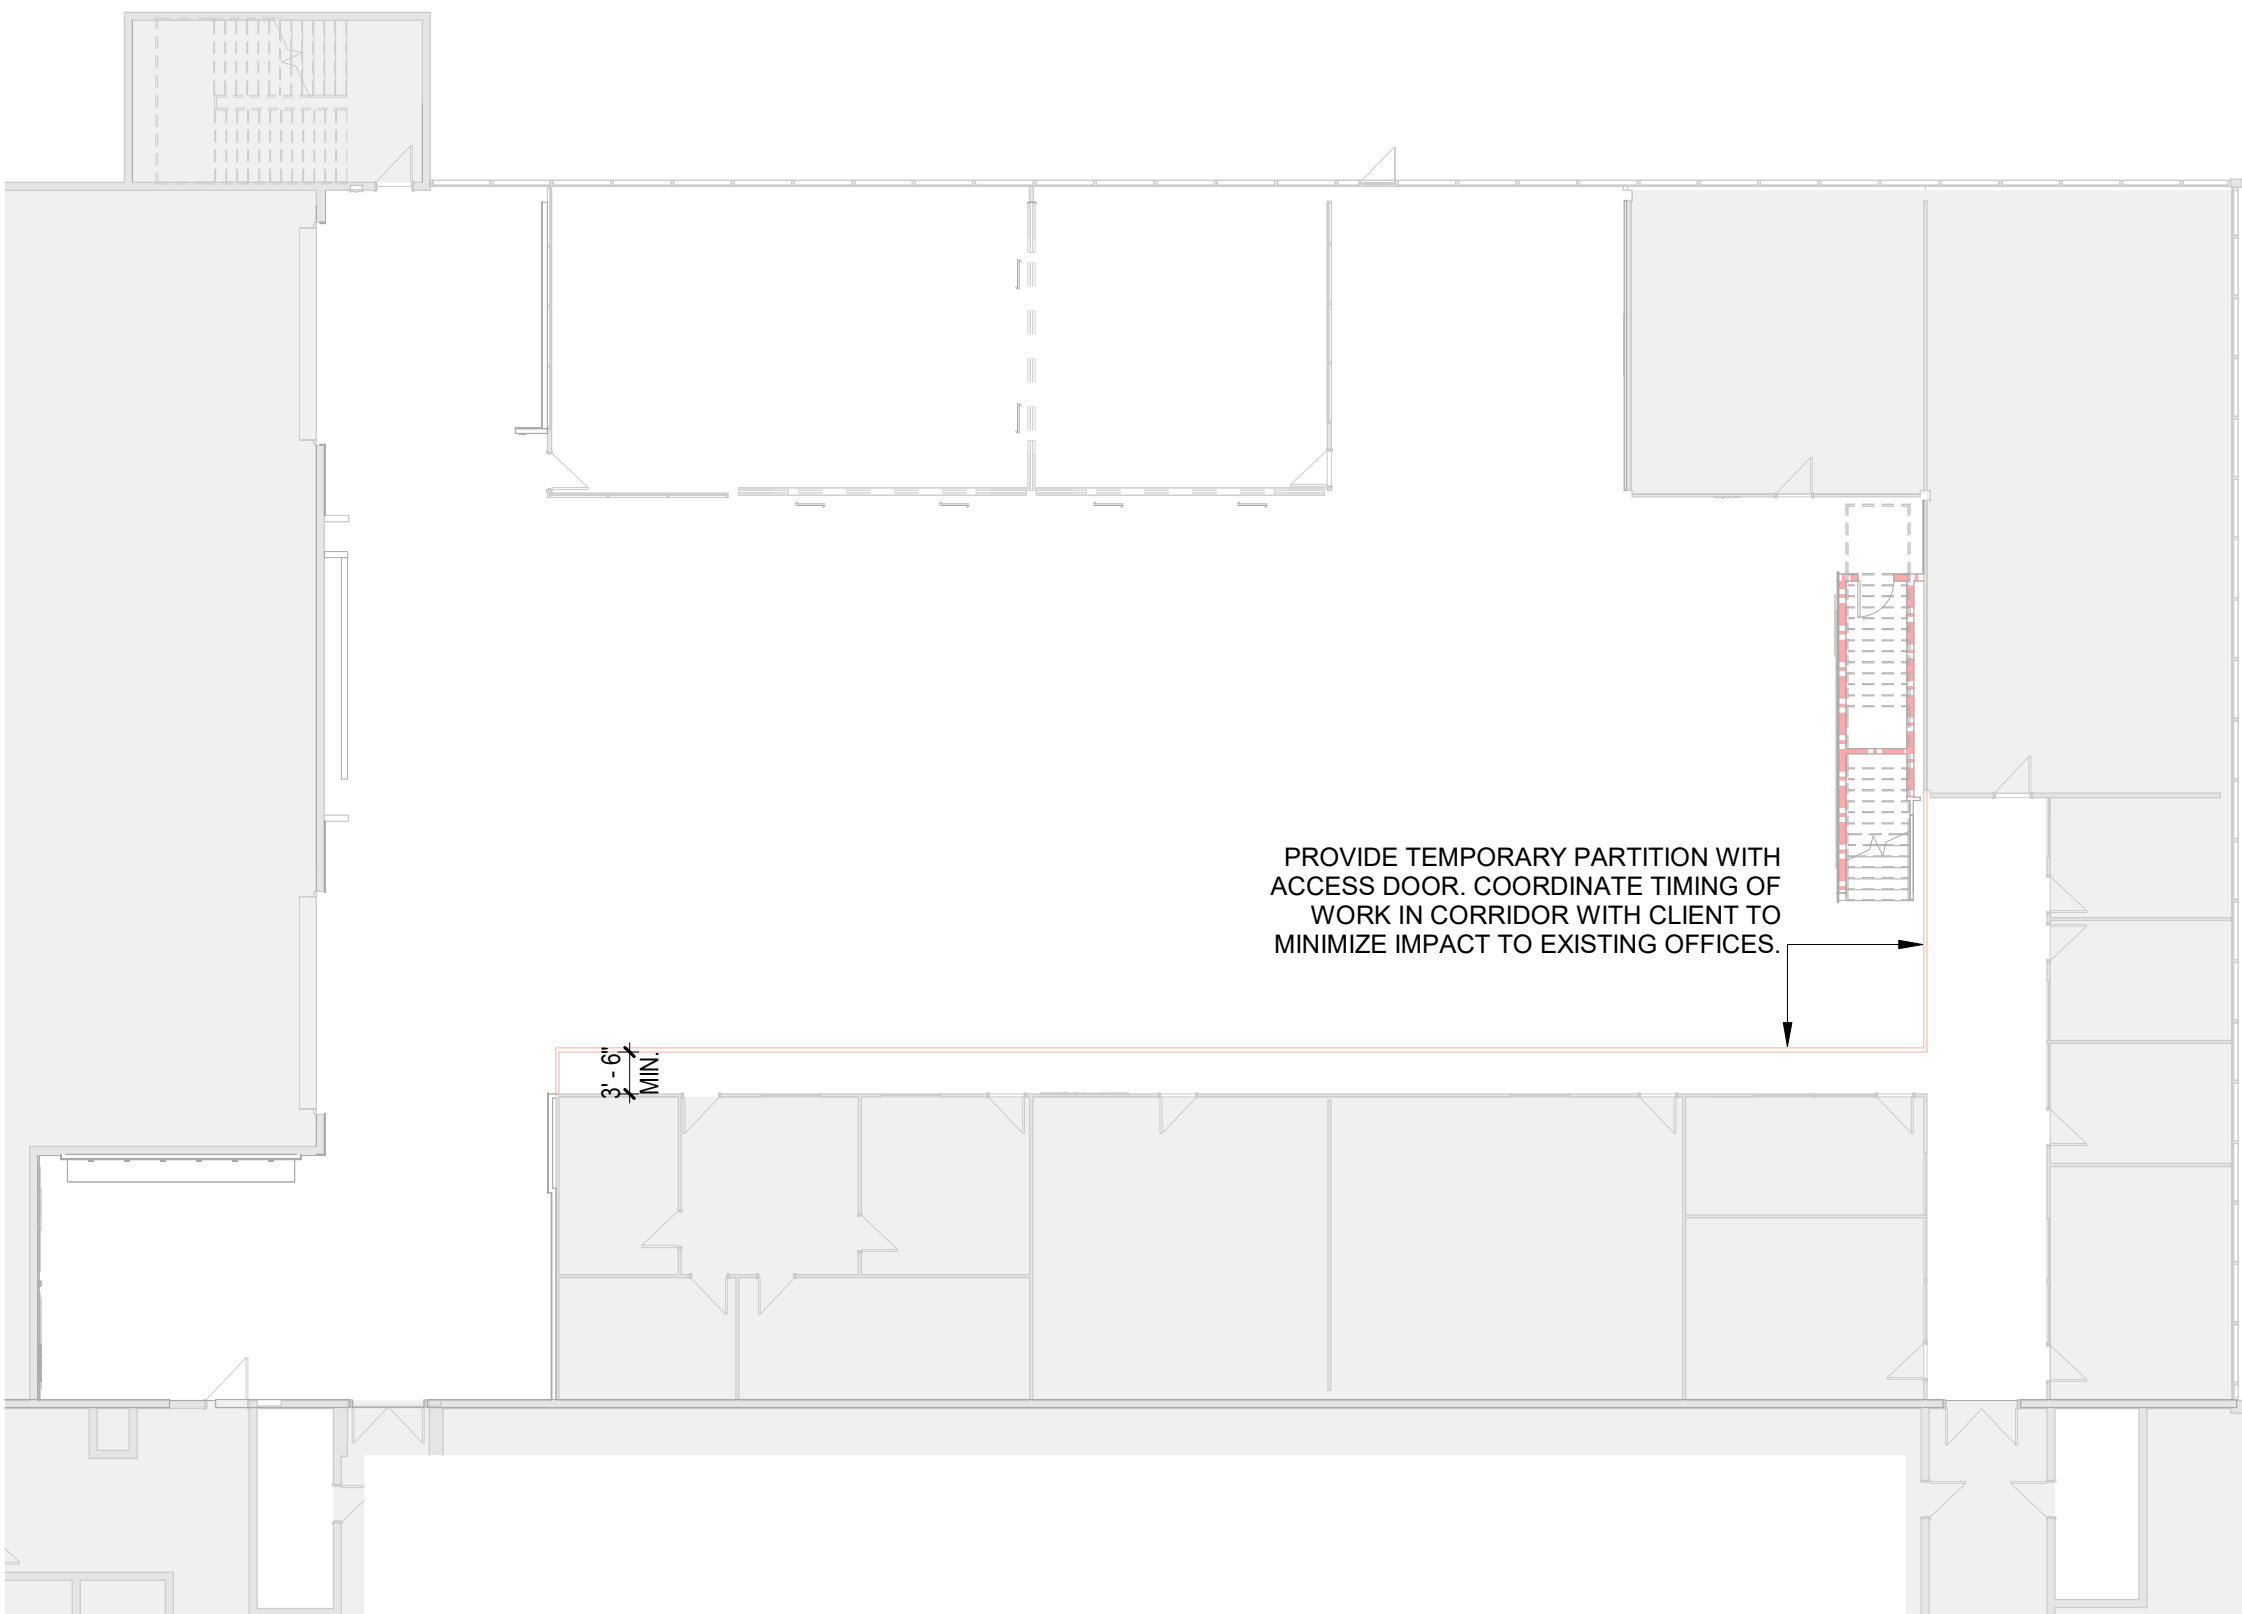 PROVIDE TEMPORARY PARTITION WITH
ACCESS DOOR. COORDINATE TIMING OF
WORK IN CORRIDOR WITH CLIENT TO
MINIMIZE IMPACT TO EXISTING OFFICES.
3' - 6"
MIN.